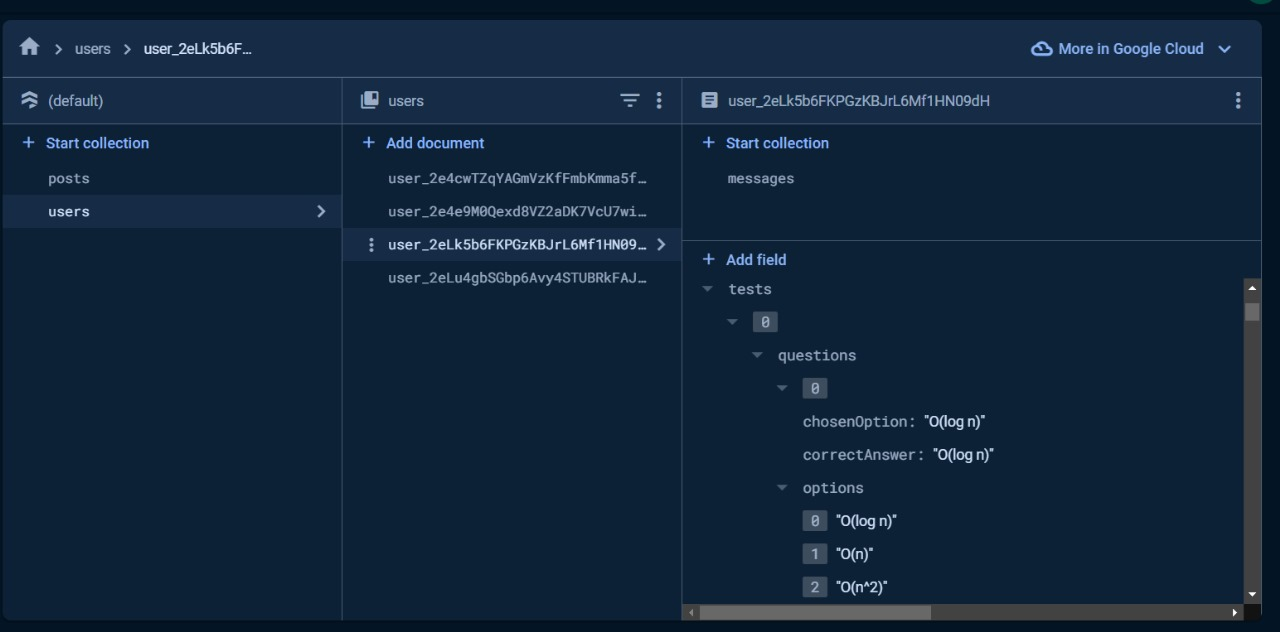 users user_2eLk5b6F... More in Google Cloud
(default)
Start collection
posts
users
users
Add document
user_2e4cwTZqYAGmVzKfFmbKmma5f...
user_2e4e9M0Qexd8VZ2aDK7VcU7wi...
user_2eLk5b6FKPGzKBJrL6Mf1HN09...
user_2eLu4gbSGbp6Avy4STUBRkFAJ...
user_2eLk5b6FKPGzKBJrL6Mf1HN09dH
Start collection
messages
Add field
tests
0
questions
0
chosenOption: "O(log n)"
correctAnswer: "O(log n)"
options
0 "O(log n)"
1 "O(n)"
2 "O(n^2)"